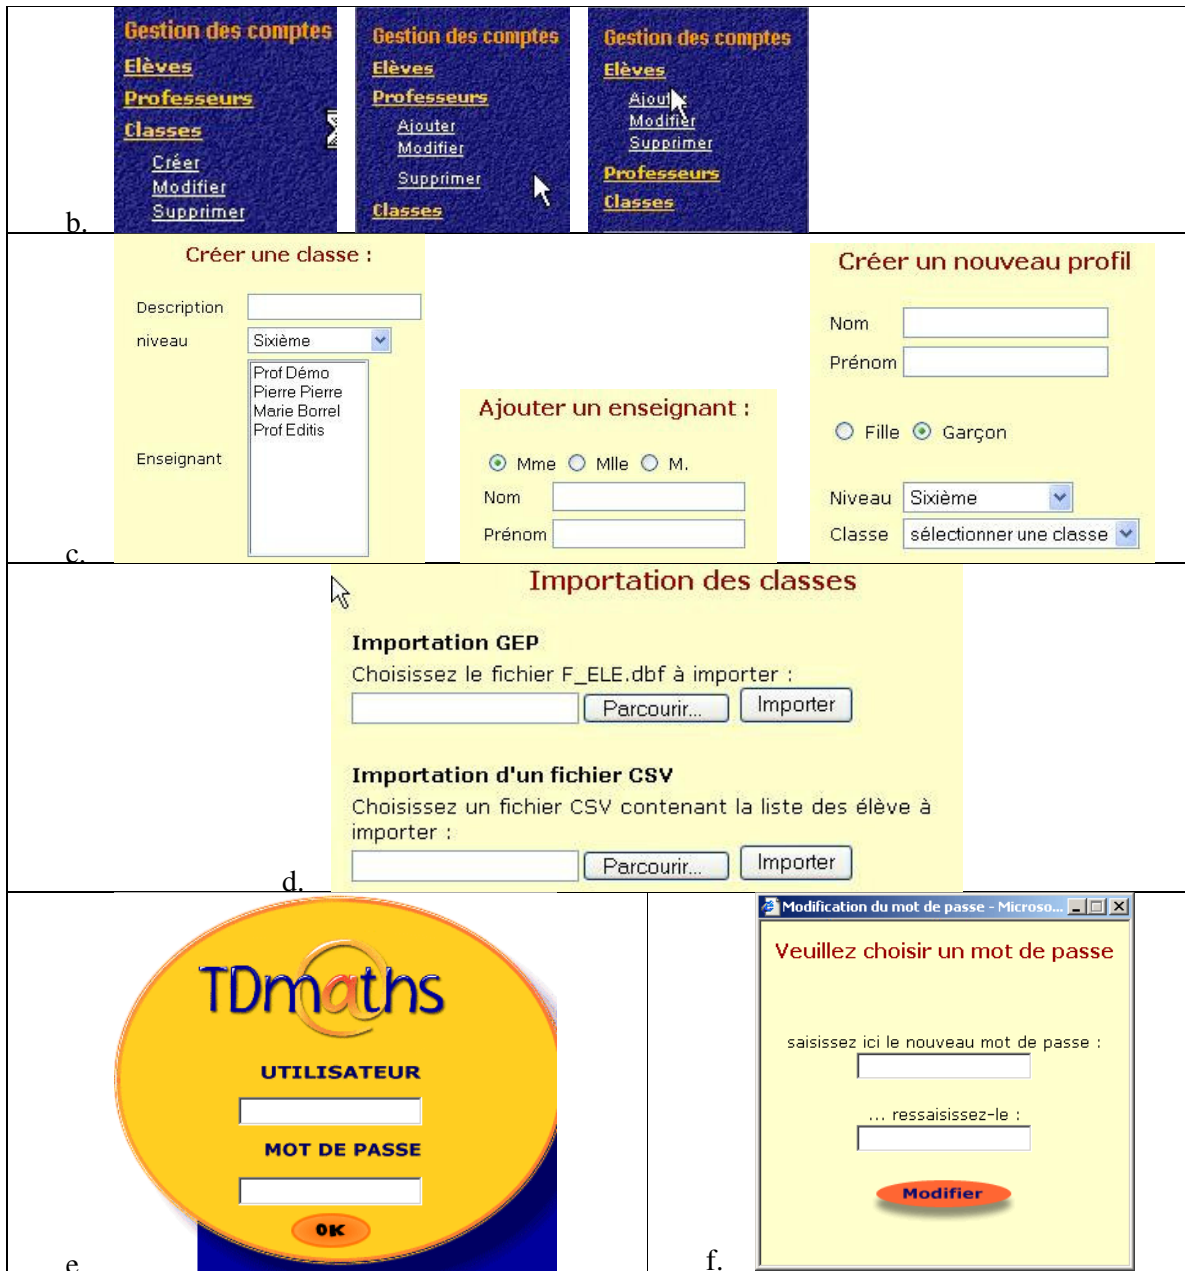 Gestion des comptes
Elèves
Professeurs
Classes
Créer
Modifier
Supprimer
Gestion des comptes
Elèves
Professeurs
Ajouter
Modifier
Supprimer
Classes
Gestion des comptes
Elèves
Ajouter
Modifier
Supprimer
Professeurs
Classes
b.
Créer une classe :
Description
niveau Sixième
Prof Démo
Pierre Pierre
Marie Borrel
Prof Editis
Enseignant
Ajouter un enseignant :
Mme Mlle M.
Nom
Prénom
Créer un nouveau profil
Nom
Prénom
Fille Garçon
Niveau Sixième
Classe sélectionner une classe
c.
Importation des classes
Importation GEP
Choisissez le fichier F_ELE.dbf à importer :
Parcourir... Importer
Importation d'un fichier CSV
Choisissez un fichier CSV contenant la liste des élève à
importer :
Parcourir... Importer
d.
TDm@ths
UTILISATEUR
MOT DE PASSE
OK
e
Modification du mot de passe - Microso...
Veuillez choisir un mot de passe
saisissez ici le nouveau mot de passe :
... ressaisissez-le :
Modifier
f.